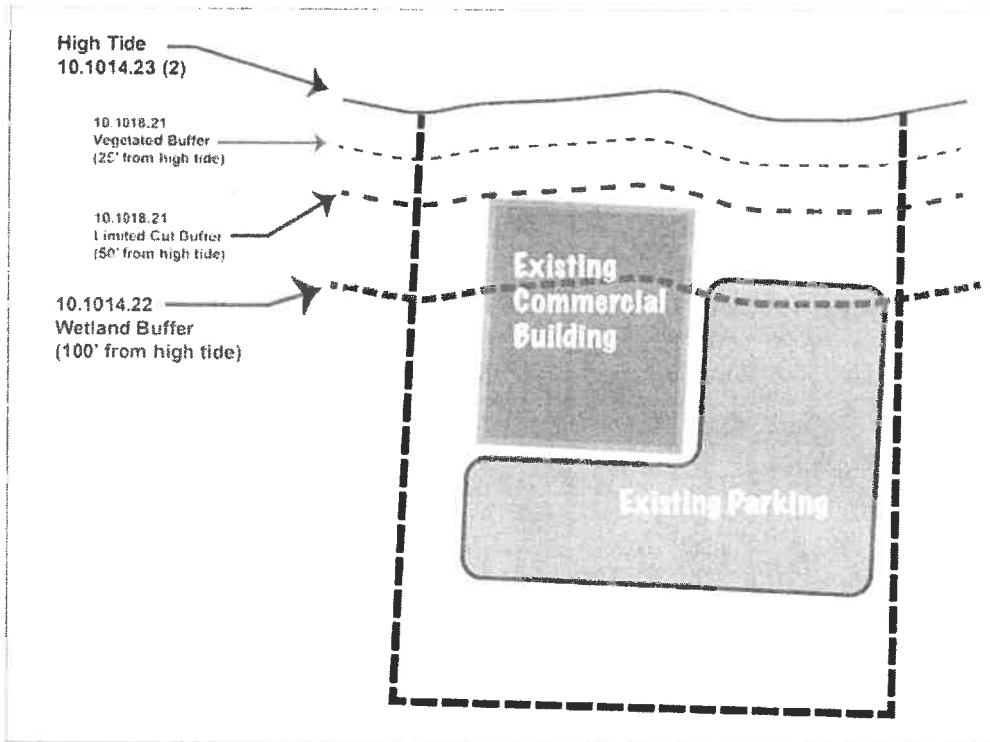 High Tide
10.1014.23 (2)
10.1018.21
Vegetated Buffer
(25' from high tide)
10.1018.21
Limited Cut Buffer
(50' from high tide)
10.1014.22
Wetland Buffer
(100' from high tide)
Existing
Commercial
Building
Existing Parking